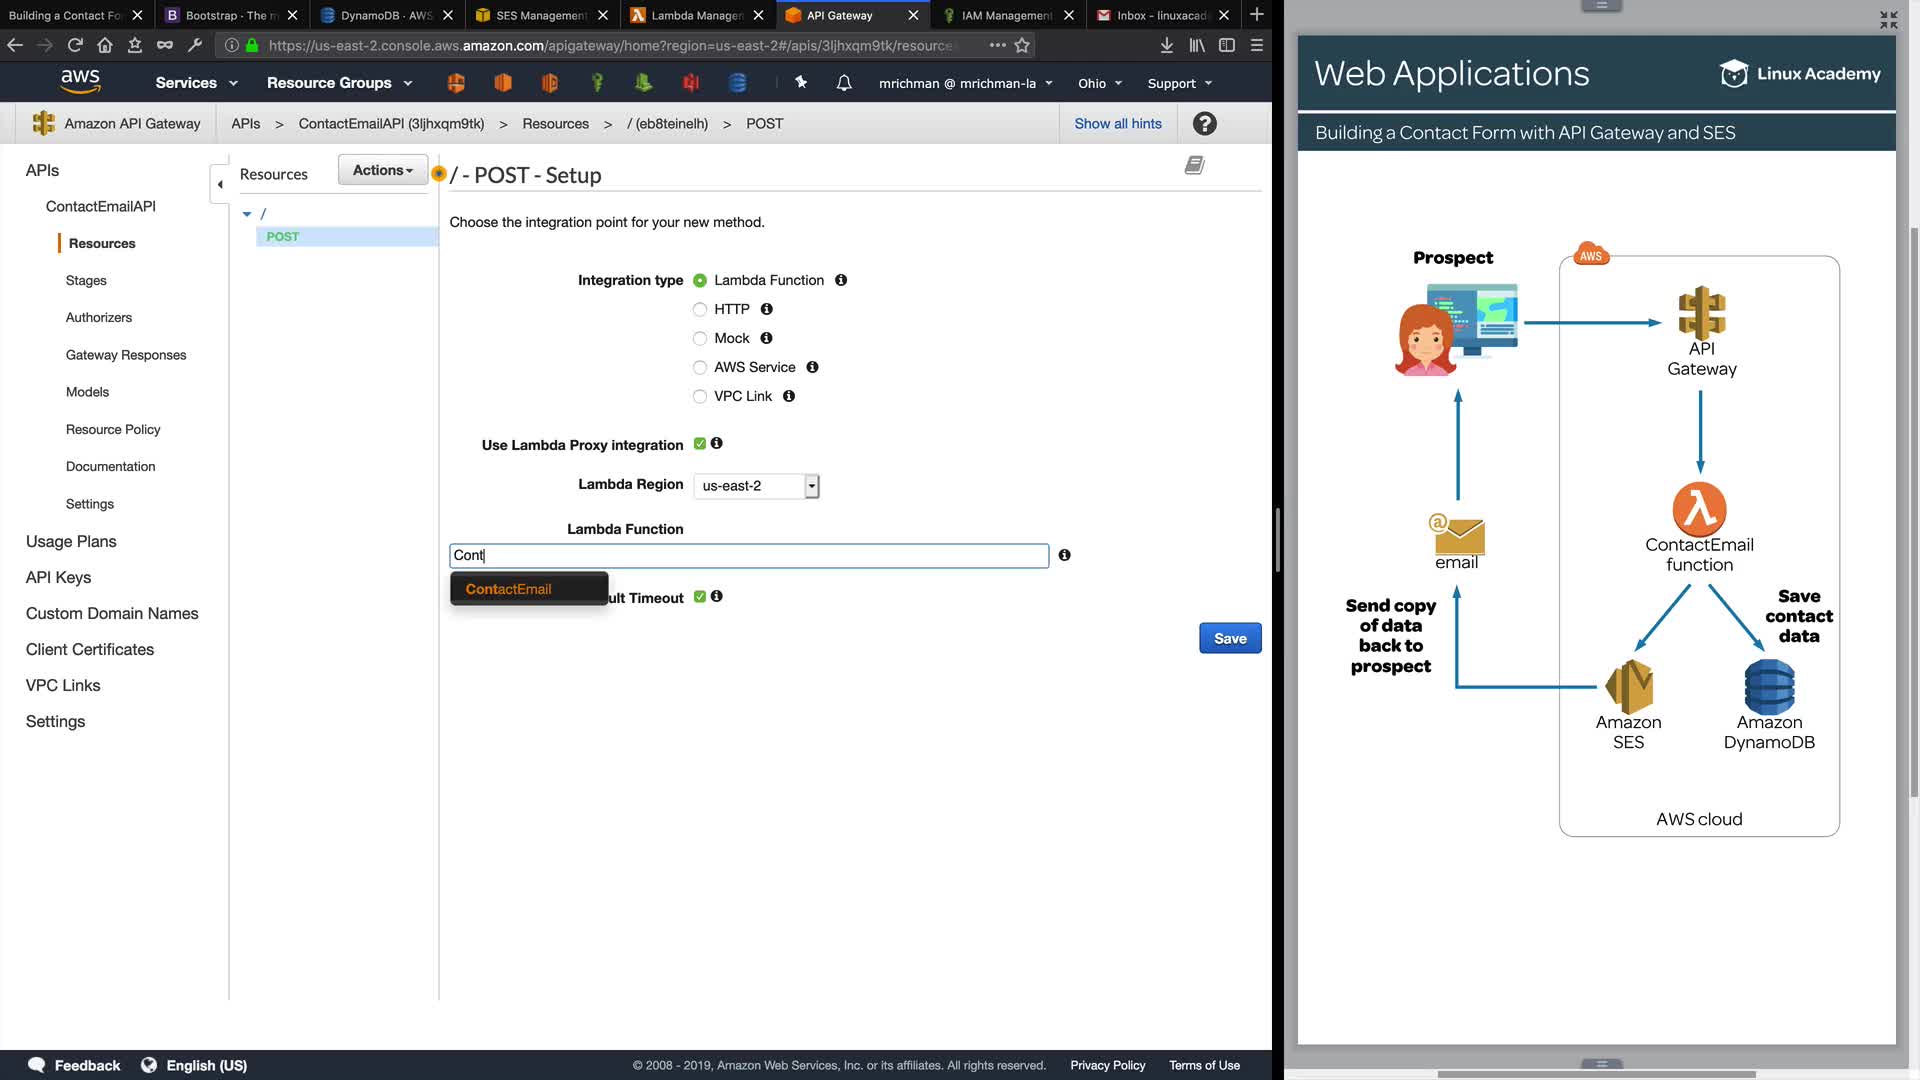 Building a Contact Fo
Bootstrap · The m
DynamoDB · AWS
SES Management
Lambda Manager
API Gateway
IAM Management
Inbox – linuxacad
https://us-east-2.console.aws.amazon.com/apigateway/home?region=us-east-2#/apis/3ljhxqm9tk/resource
aws
Services
Resource Groups
mrichman @ mrichman-la
Ohio
Support
Amazon API Gateway
APIs > ContactEmailAPI (3ljhxqm9tk) > Resources > / (eb8teinelh) > POST
Show all hints
APIs
ContactEmailAPI
Resources
Stages
Authorizers
Gateway Responses
Models
Resource Policy
Documentation
Settings
Usage Plans
API Keys
Custom Domain Names
Client Certificates
VPC Links
Settings
Resources
Actions
/
POST
/ - POST - Setup
Choose the integration point for your new method.
Integration type
Lambda Function
HTTP
Mock
AWS Service
VPC Link
Use Lambda Proxy integration
Lambda Region
us-east-2
Lambda Function
Cont
ContactEmail
ult Timeout
Save
Feedback
English (US)
© 2008 - 2019, Amazon Web Services, Inc. or its affiliates. All rights reserved.
Privacy Policy
Terms of Use
Web Applications
Linux Academy
Building a Contact Form with API Gateway and SES
Prospect
AWS
API
Gateway
ContactEmail
function
@
email
Send copy
of data
back to
prospect
Save
contact
data
Amazon
SES
Amazon
DynamoDB
AWS cloud